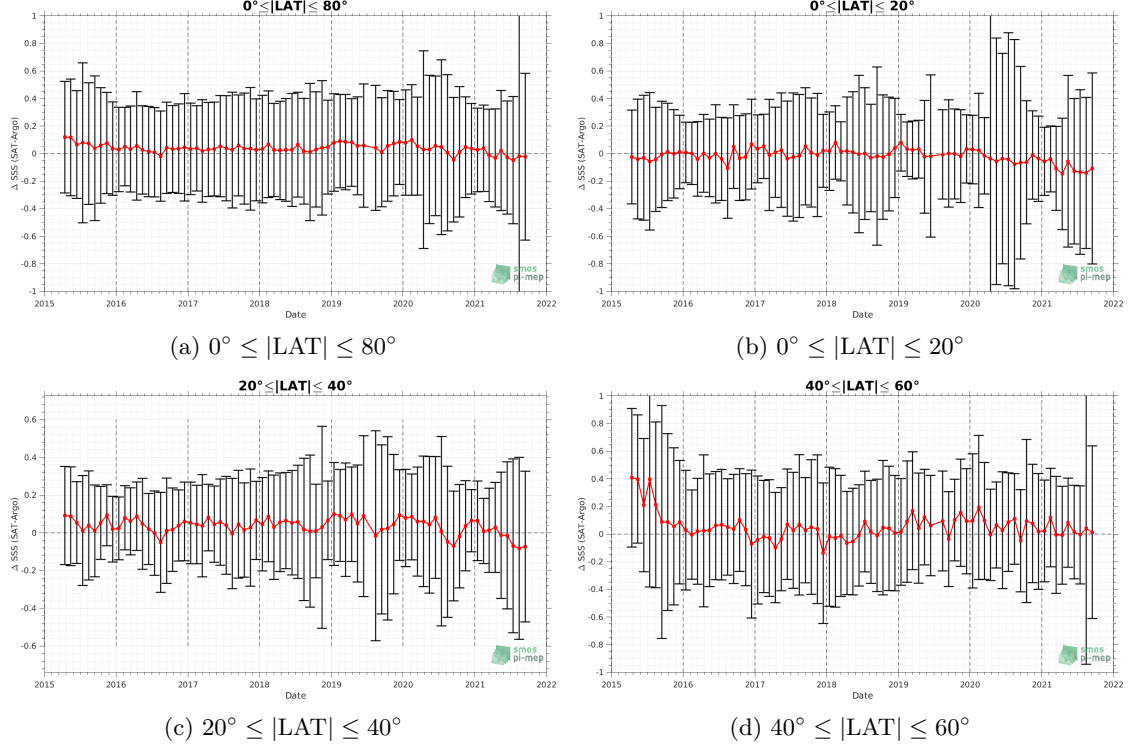 0°≤|LAT|≤ 80°
1
0.8
0.6
0.4
0.2
0
-0.2
-0.4
-0.6
-0.8
-1
Δ SSS (SAT-Argo)
2015 2016 2017 2018 2019 2020 2021 2022
Date
smos
pi-mep
(a) 0° ≤ |LAT| ≤ 80°
0°≤|LAT|≤ 20°
1
0.8
0.6
0.4
0.2
0
-0.2
-0.4
-0.6
-0.8
-1
Δ SSS (SAT-Argo)
2015 2016 2017 2018 2019 2020 2021 2022
Date
smos
pi-mep
(b) 0° ≤ |LAT| ≤ 20°
20°≤|LAT|≤ 40°
0.6
0.4
0.2
0
-0.2
-0.4
-0.6
Δ SSS (SAT-Argo)
2015 2016 2017 2018 2019 2020 2021 2022
Date
smos
pi-mep
(c) 20° ≤ |LAT| ≤ 40°
40°≤|LAT|≤ 60°
1
0.8
0.6
0.4
0.2
0
-0.2
-0.4
-0.6
-0.8
-1
Δ SSS (SAT-Argo)
2015 2016 2017 2018 2019 2020 2021 2022
Date
smos
pi-mep
(d) 40° ≤ |LAT| ≤ 60°